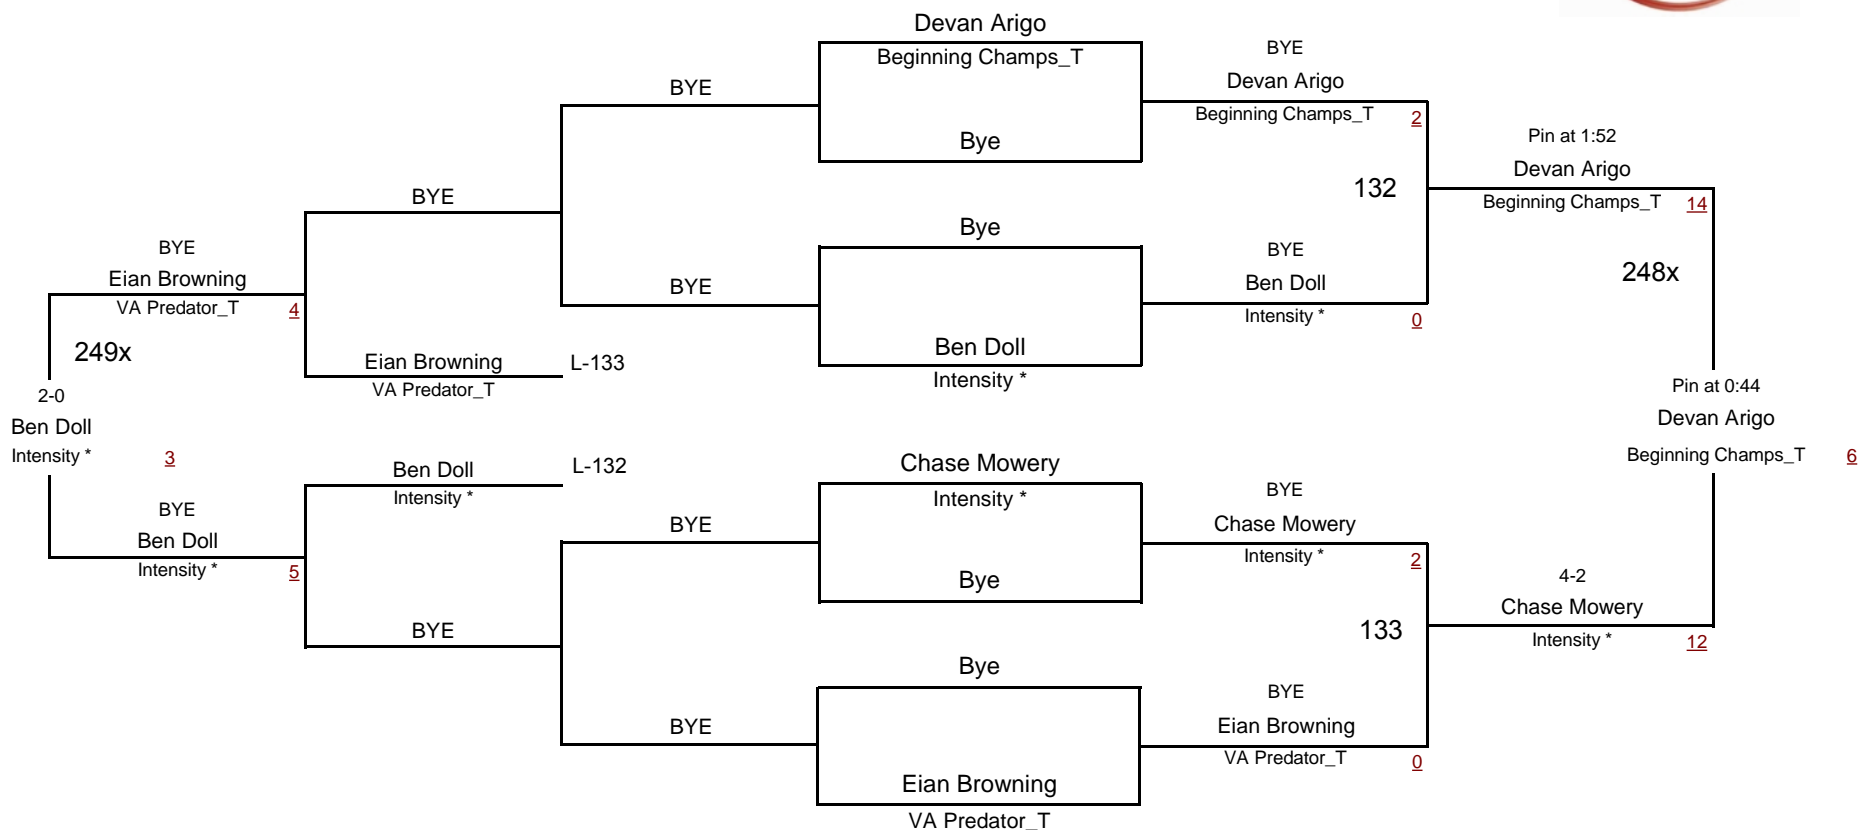 Devan Arigo
Beginning Champs_T
BYE
BYE
Devan Arigo
Beginning Champs_T
2
Bye
Pin at 1:52
Devan Arigo
Beginning Champs_T
14
132
BYE
Bye
BYE
Eian Browning
VA Predator_T
4
BYE
BYE
Ben Doll
Intensity *
0
248x
249x
Eian Browning
VA Predator_T
L-133
Ben Doll
Intensity *
2-0
Ben Doll
Intensity *
3
Pin at 0:44
Devan Arigo
Beginning Champs_T
6
Ben Doll
Intensity *
L-132
Chase Mowery
Intensity *
BYE
Ben Doll
Intensity *
5
BYE
BYE
Chase Mowery
Intensity *
2
Bye
4-2
Chase Mowery
Intensity *
12
BYE
133
Bye
BYE
BYE
Eian Browning
VA Predator_T
0
Eian Browning
VA Predator_T